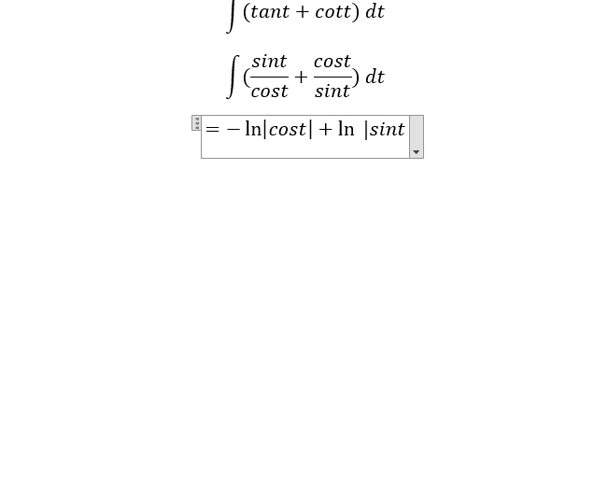 ∫ (tant + cott) dt
∫ (sint/cost + cost/sint) dt
= − ln|cost| + ln |sint